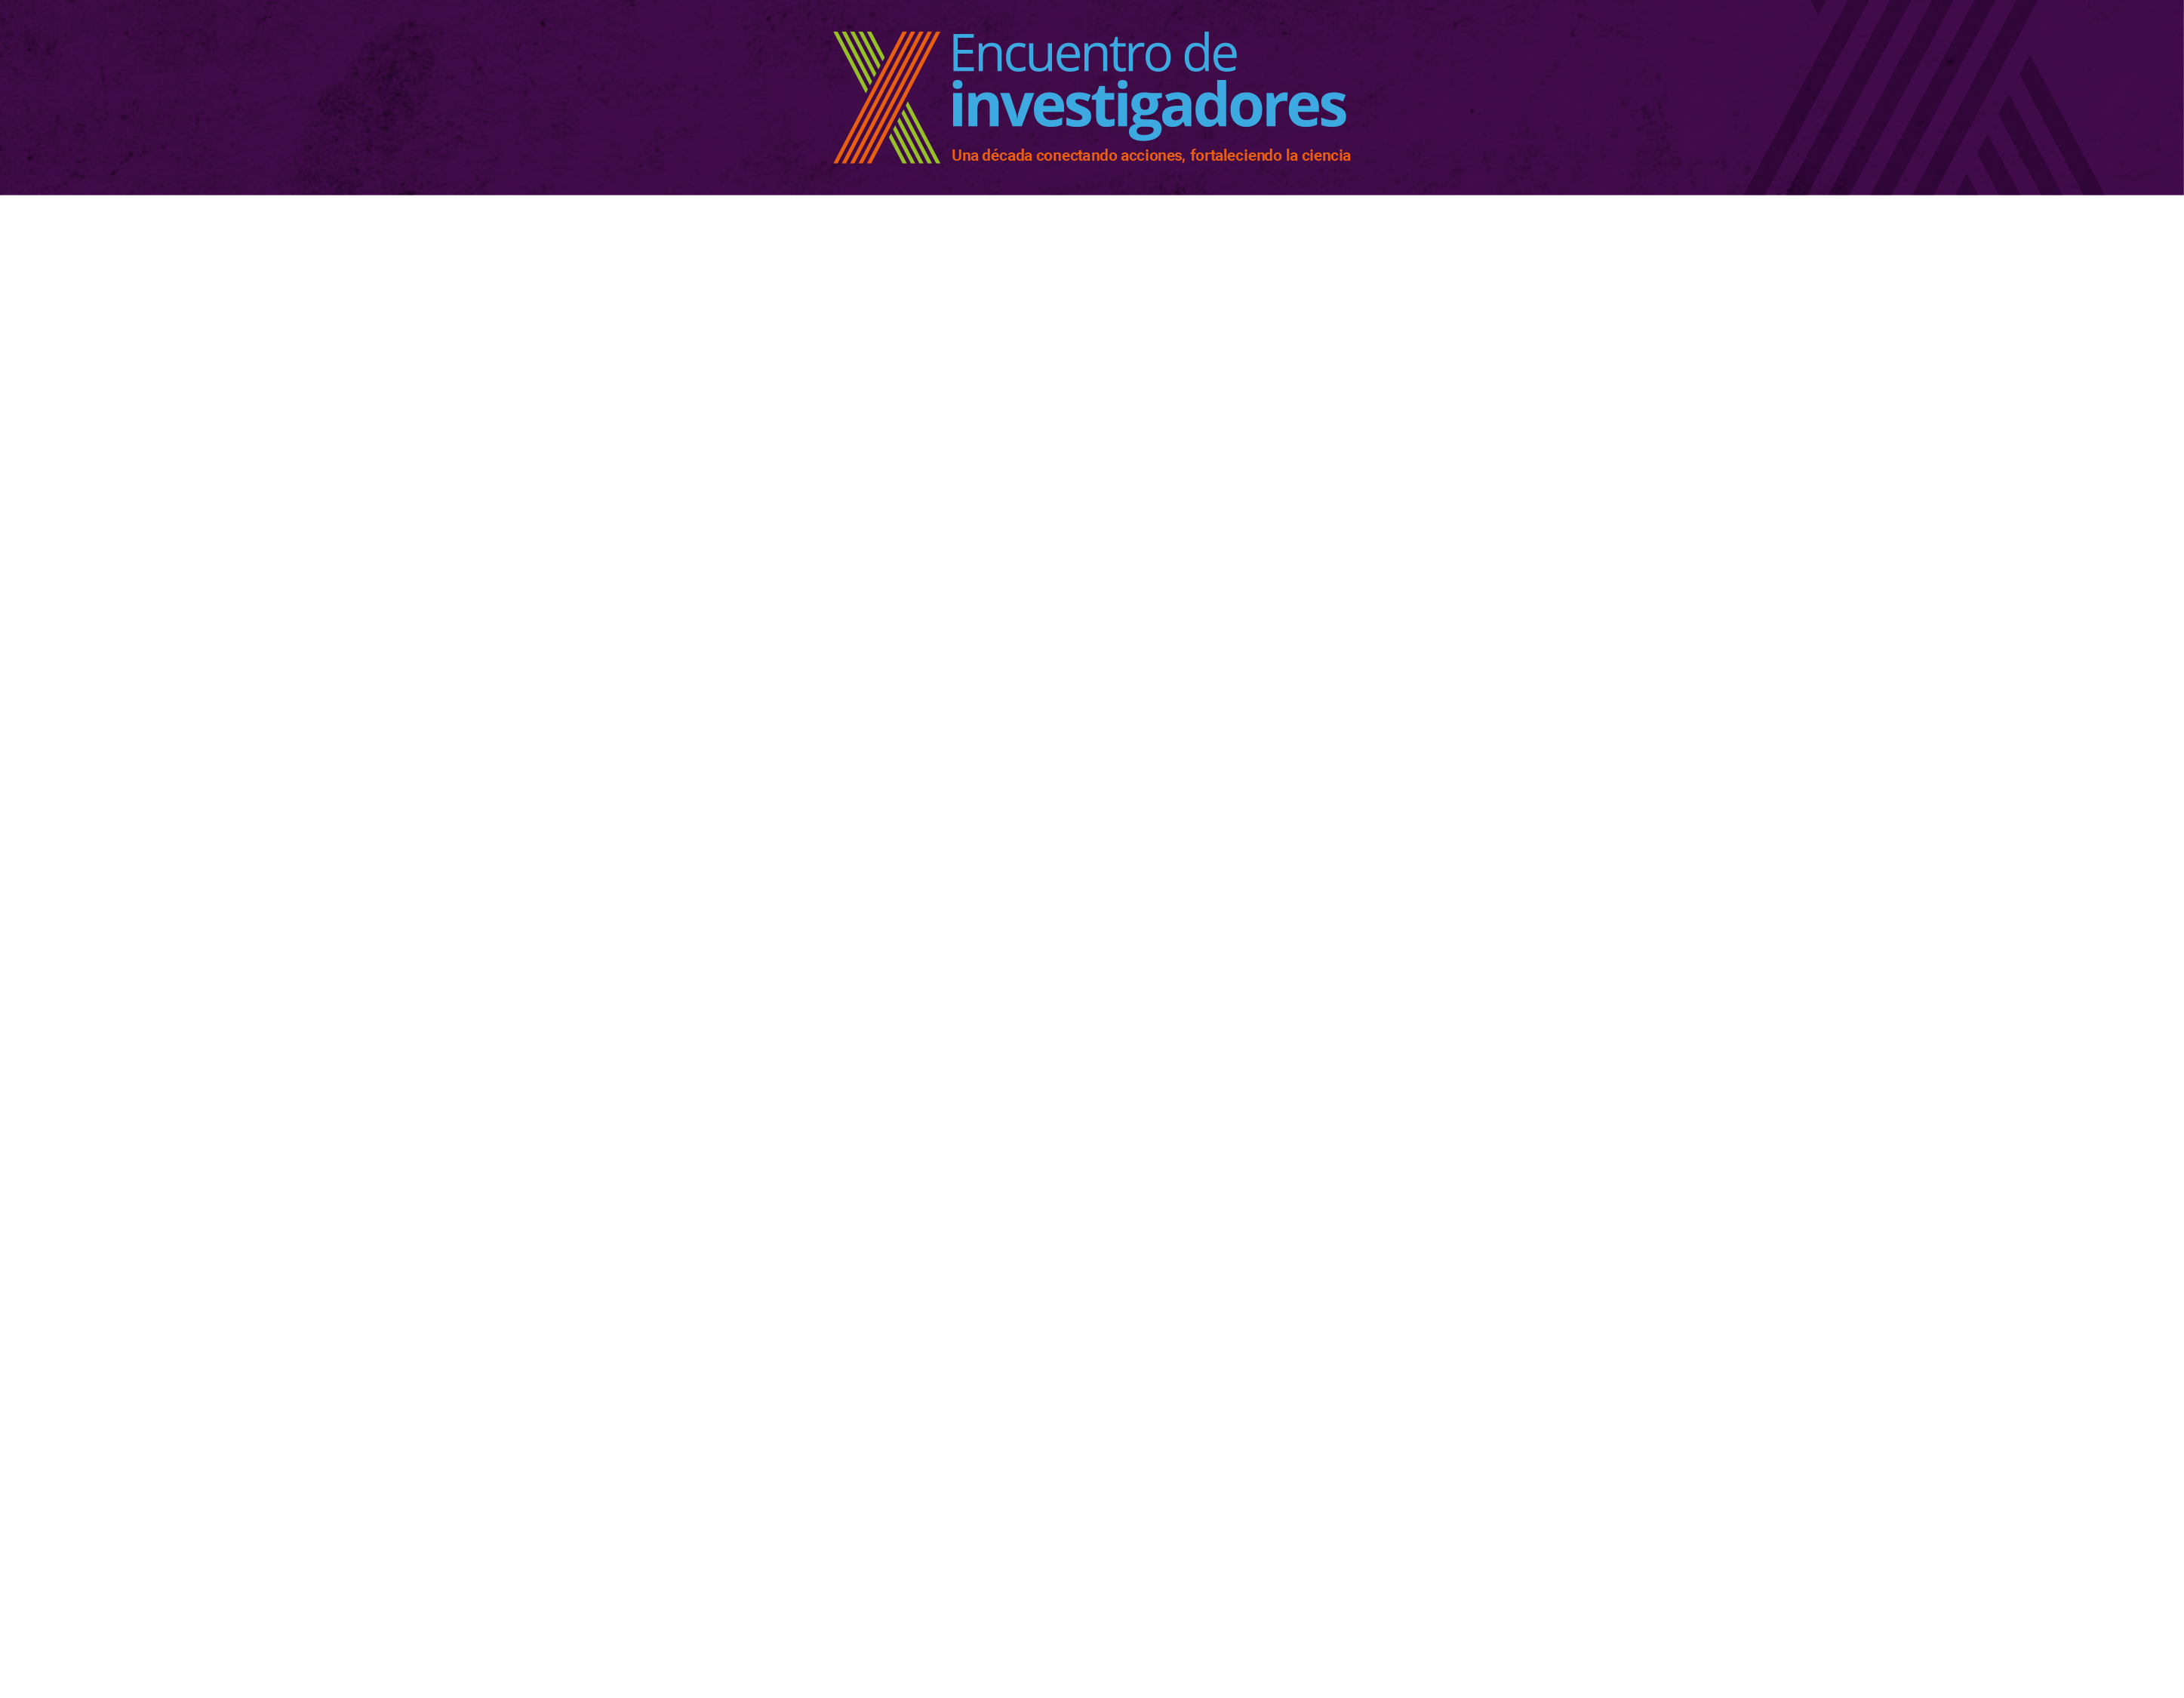 X Encuentro de
investigadores
Una década conectando acciones, fortaleciendo la ciencia